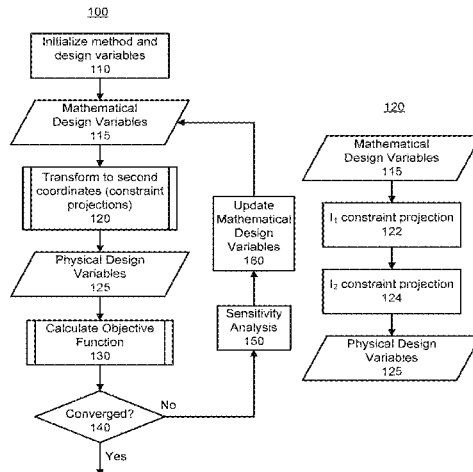 100
Initialize method and
design variables
110
Mathematical
Design Variables
115
Transform to second
coordinates (constraint
projections)
120
Physical Design
Variables
125
Calculate Objective
Function
130
Converged?
140
Yes
No
Sensitivity
Analysis
150
Update
Mathematical
Design
Variables
160
120
Mathematical
Design Variables
115
I₁ constraint projection
122
I₂ constraint projection
124
Physical Design
Variables
125